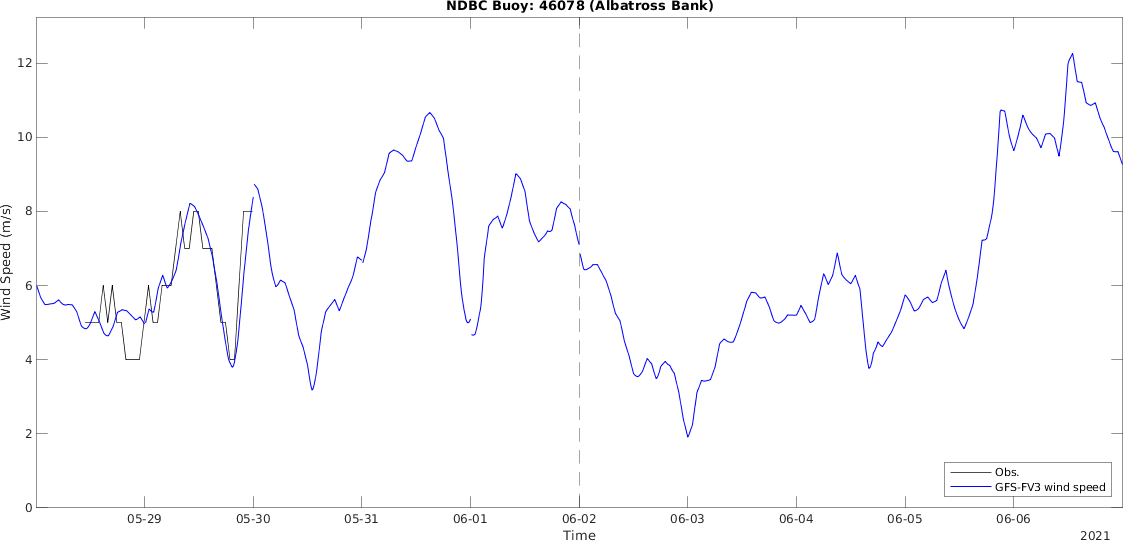 NDBC Buoy: 46078 (Albatross Bank)
Wind Speed (m/s)
12
10
8
6
4
2
0
05-29 05-30 05-31 06-01 06-02 06-03 06-04 06-05 06-06
Time
2021
Obs.
GFS-FV3 wind speed